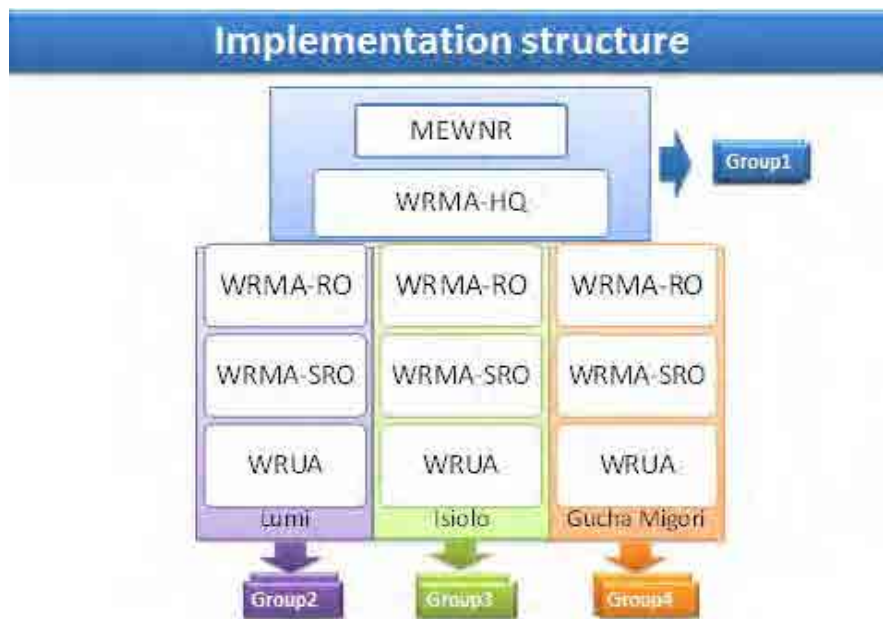 Implementation structure
MEWNR
Group1
WRMA-HQ
WRMA-RO WRMA-RO WRMA-RO
WRMA-SRO WRMA-SRO WRMA-SRO
WRUA WRUA WRUA
Lumi Isiolo Gucha Migori
Group2 Group3 Group4